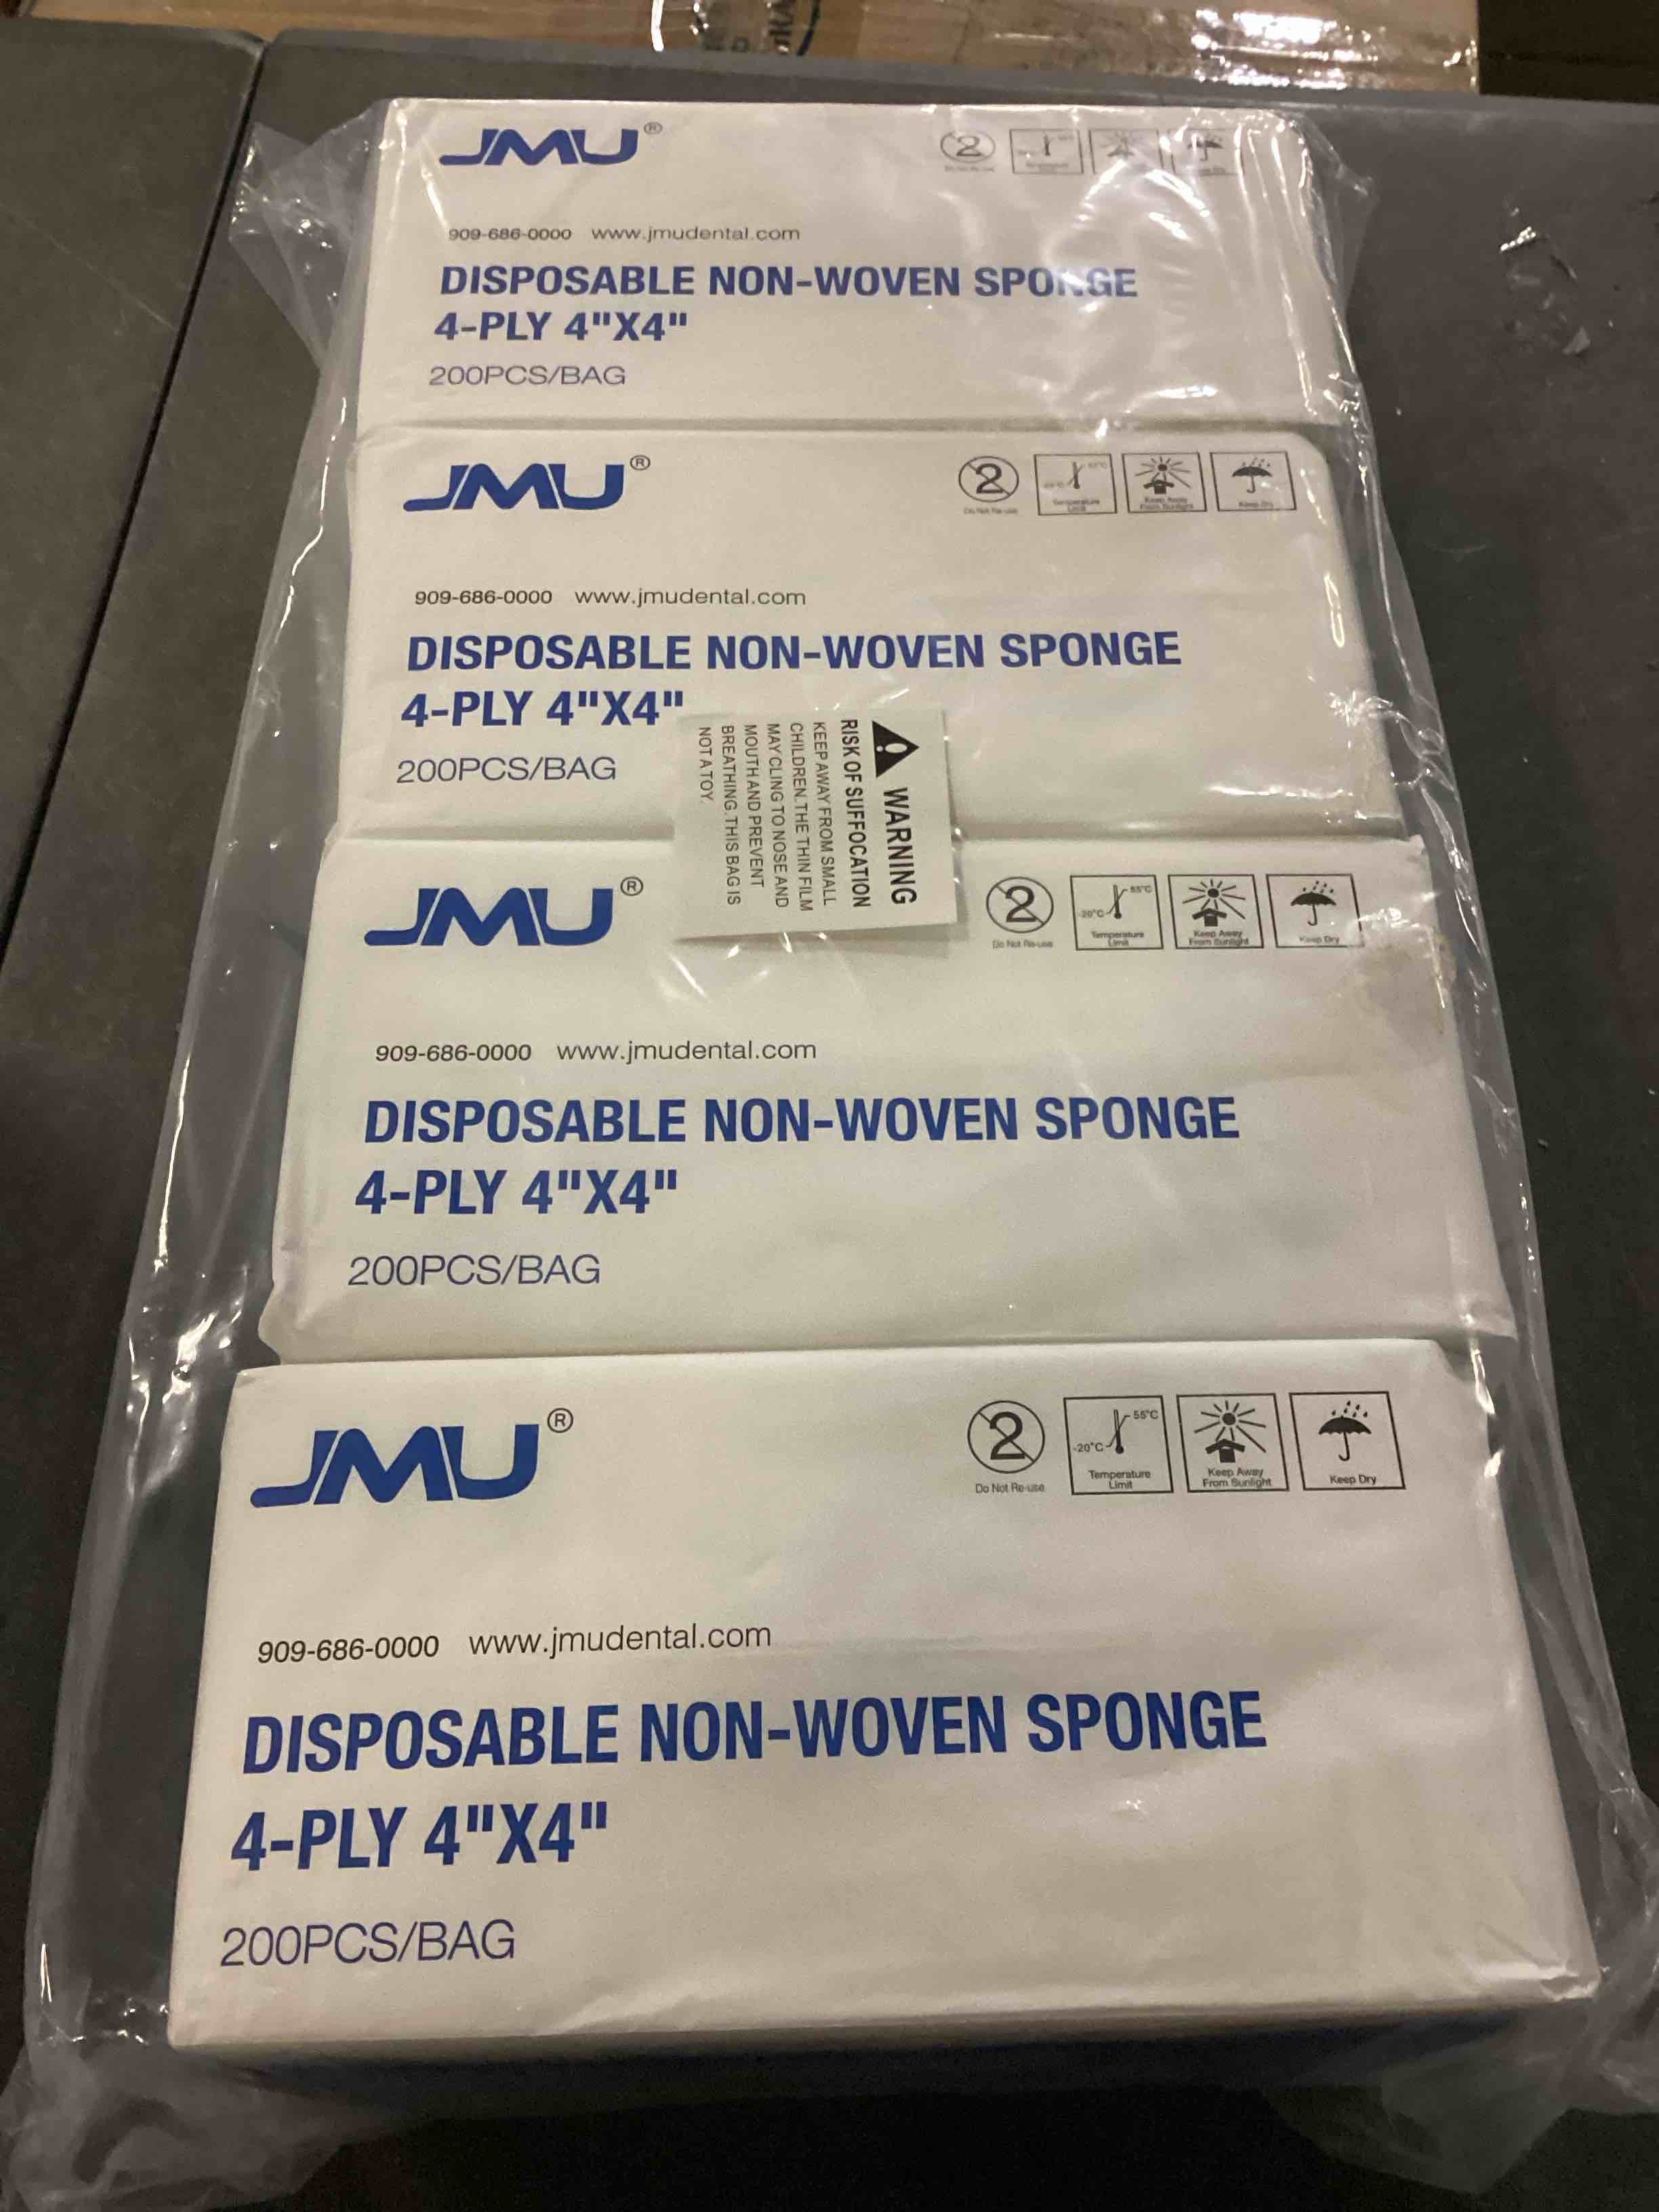 JMU®
909-686-0000 www.jmudental.com
DISPOSABLE NON-WOVEN SPONGE
4-PLY 4"X4"
200PCS/BAG
JMU®
Do Not Re-use
Temperature
Limit
Keep Away
From Sunlight
Keep Dry
909-686-0000 www.jmudental.com
DISPOSABLE NON-WOVEN SPONGE
4-PLY 4"X4"
200PCS/BAG
WARNING
RISK OF SUFFOCATION
KEEP AWAY FROM SMALL
CHILDREN.THE THIN FILM
MAY CLING TO NOSE AND
MOUTH AND PREVENT
BREATHING.THIS BAG IS
NOT A TOY.
JMU®
2
Do Not Re-use
-20°C
55°C
Temperature
Limit
Keep Away
From Sunlight
Keep Dry
909-686-0000 www.jmudental.com
DISPOSABLE NON-WOVEN SPONGE
4-PLY 4"X4"
200PCS/BAG
JMU®
2
Do Not Re-use
-20°C
55°C
Temperature
Limit
Keep Away
From Sunlight
Keep Dry
909-686-0000 www.jmudental.com
DISPOSABLE NON-WOVEN SPONGE
4-PLY 4"X4"
200PCS/BAG